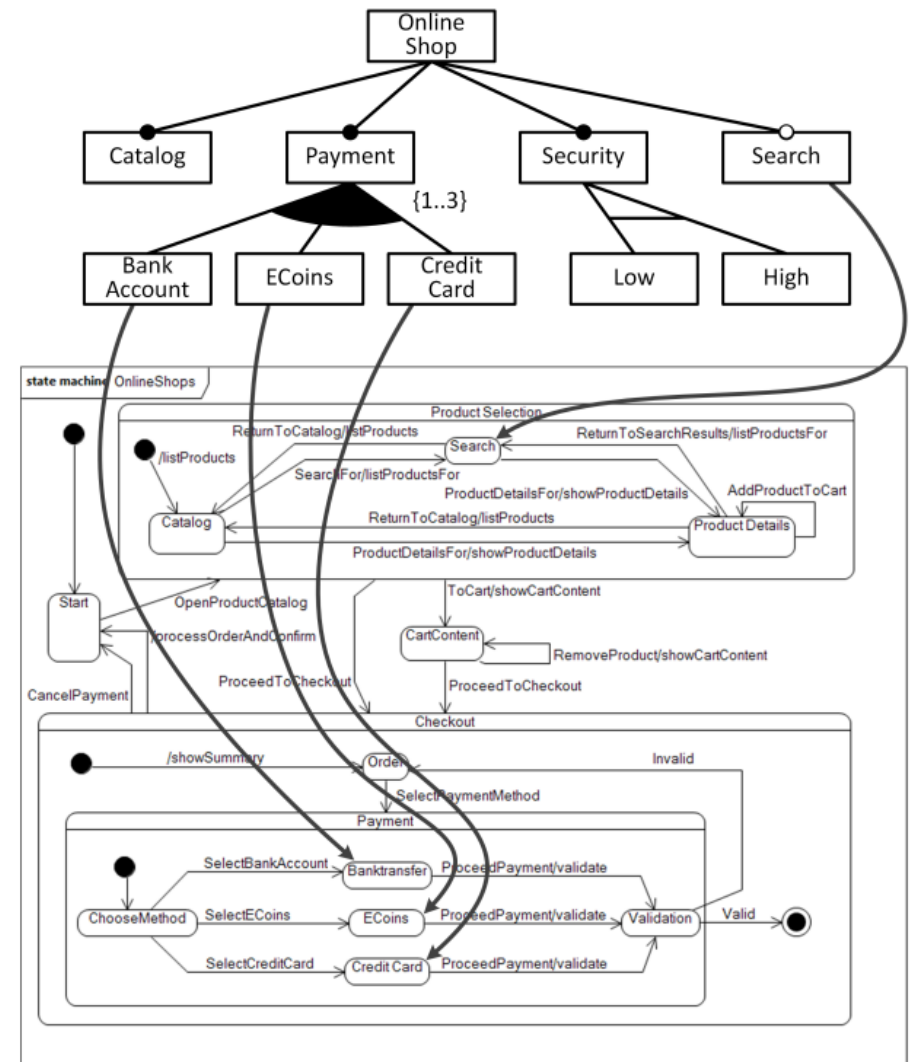 Online
Shop
Catalog
Payment
Security
Search
{1..3}
Bank
Account
ECoins
Credit
Card
Low
High
state machine OnlineShops
Product Selection
ReturnToCatalog/listProducts
Search
ReturnToSearchResults/listProductsFor
/listProducts
SearchFor/listProductsFor
ProductDetailsFor/showProductDetails
AddProductToCart
Catalog
ReturnToCatalog/listProducts
Product Details
ProductDetailsFor/showProductDetails
Start
OpenProductCatalog
ToCart/showCartContent
/processOrderAndConfirm
CartContent
RemoveProduct/showCartContent
CancelPayment
ProceedToCheckout
ProceedToCheckout
Checkout
/showSummary
Order
Invalid
SelectPaymentMethod
Payment
SelectBankAccount
Banktransfer
ProceedPayment/validate
ChooseMethod
SelectECoins
ECoins
ProceedPayment/validate
Validation
Valid
SelectCreditCard
Credit Card
ProceedPayment/validate